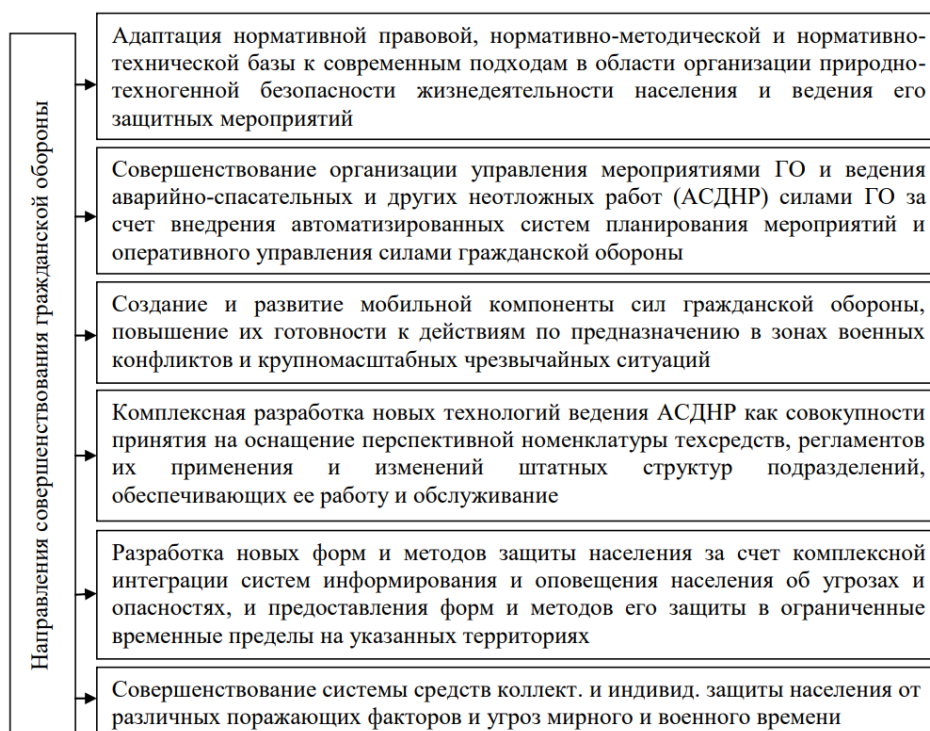 Направления совершенствования гражданской обороны
Адаптация нормативной правовой, нормативно-методической и нормативно-
технической базы к современным подходам в области организации природно-
техногенной безопасности жизнедеятельности населения и ведения его
защитных мероприятий
Совершенствование организации управления мероприятиями ГО и ведения
аварийно-спасательных и других неотложных работ (АСДНР) силами ГО за
счет внедрения автоматизированных систем планирования мероприятий и
оперативного управления силами гражданской обороны
Создание и развитие мобильной компоненты сил гражданской обороны,
повышение их готовности к действиям по предназначению в зонах военных
конфликтов и крупномасштабных чрезвычайных ситуаций
Комплексная разработка новых технологий ведения АСДНР как совокупности
принятия на оснащение перспективной номенклатуры техсредств, регламентов
их применения и изменений штатных структур подразделений,
обеспечивающих ее работу и обслуживание
Разработка новых форм и методов защиты населения за счет комплексной
интеграции систем информирования и оповещения населения об угрозах и
опасностях, и предоставления форм и методов его защиты в ограниченные
временные пределы на указанных территориях
Совершенствование системы средств коллект. и индивид. защиты населения от
различных поражающих факторов и угроз мирного и военного времени